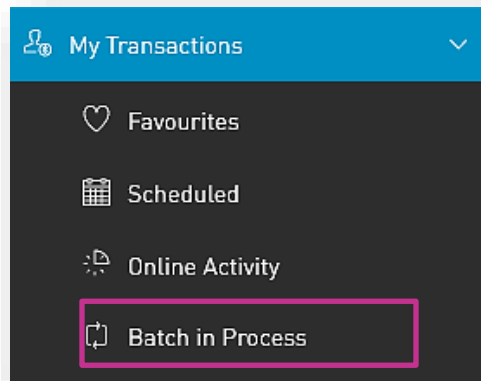 My Transactions
Favourites
Scheduled
Online Activity
Batch in Process